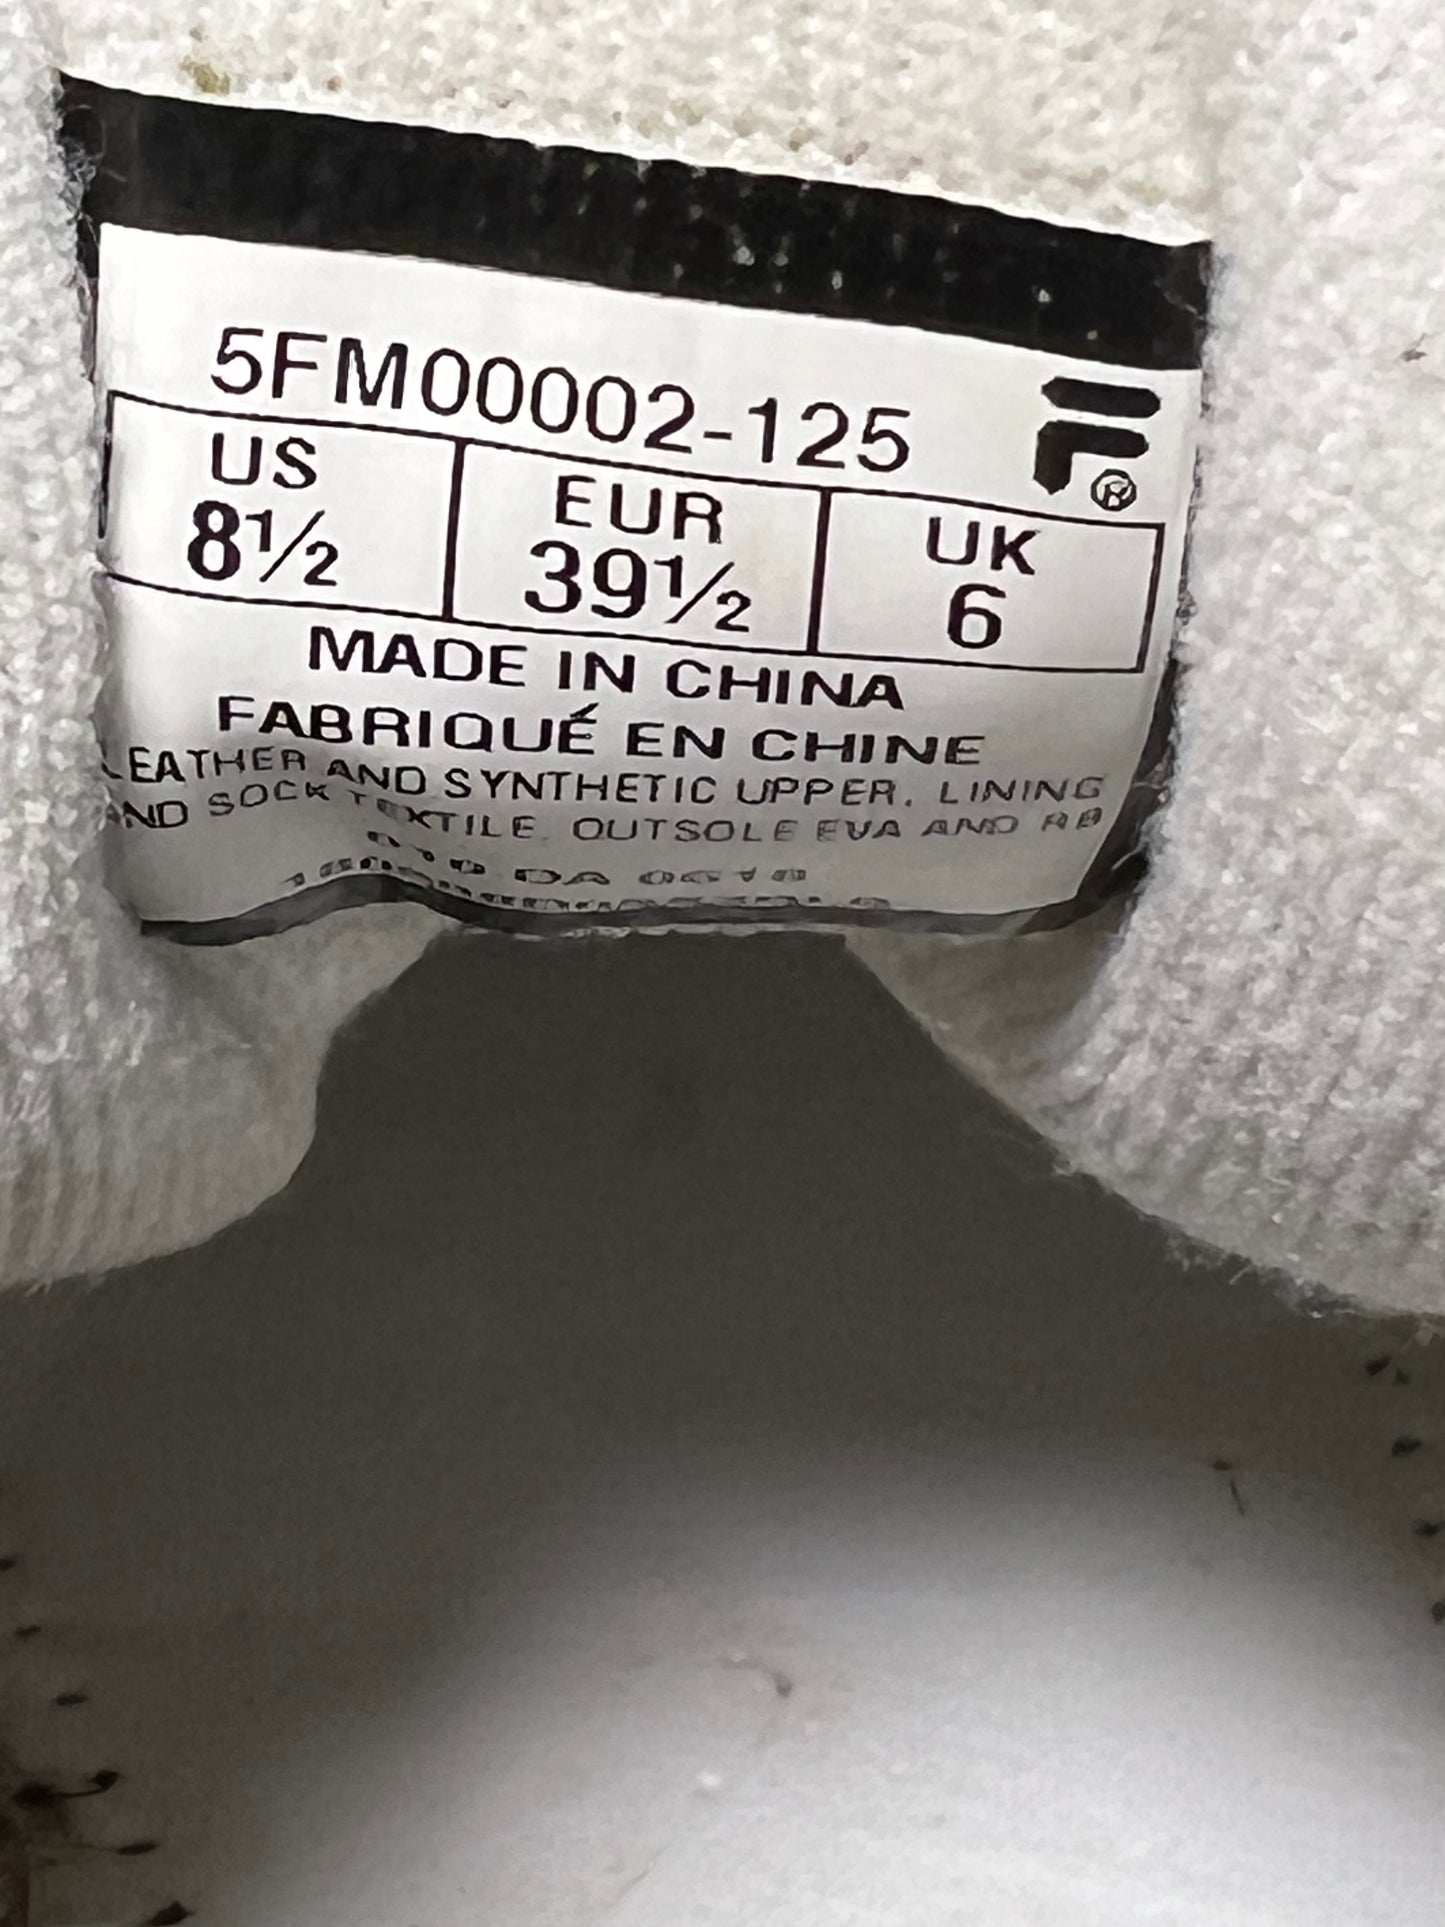 5FM00002-125
US EUR UK
8½ 39½ 6
MADE IN CHINA
FABRIQUÉ EN CHINE
LEATHER AND SYNTHETIC UPPER. LINING
AND SOCK TEXTILE. OUTSOLE EVA AND RB